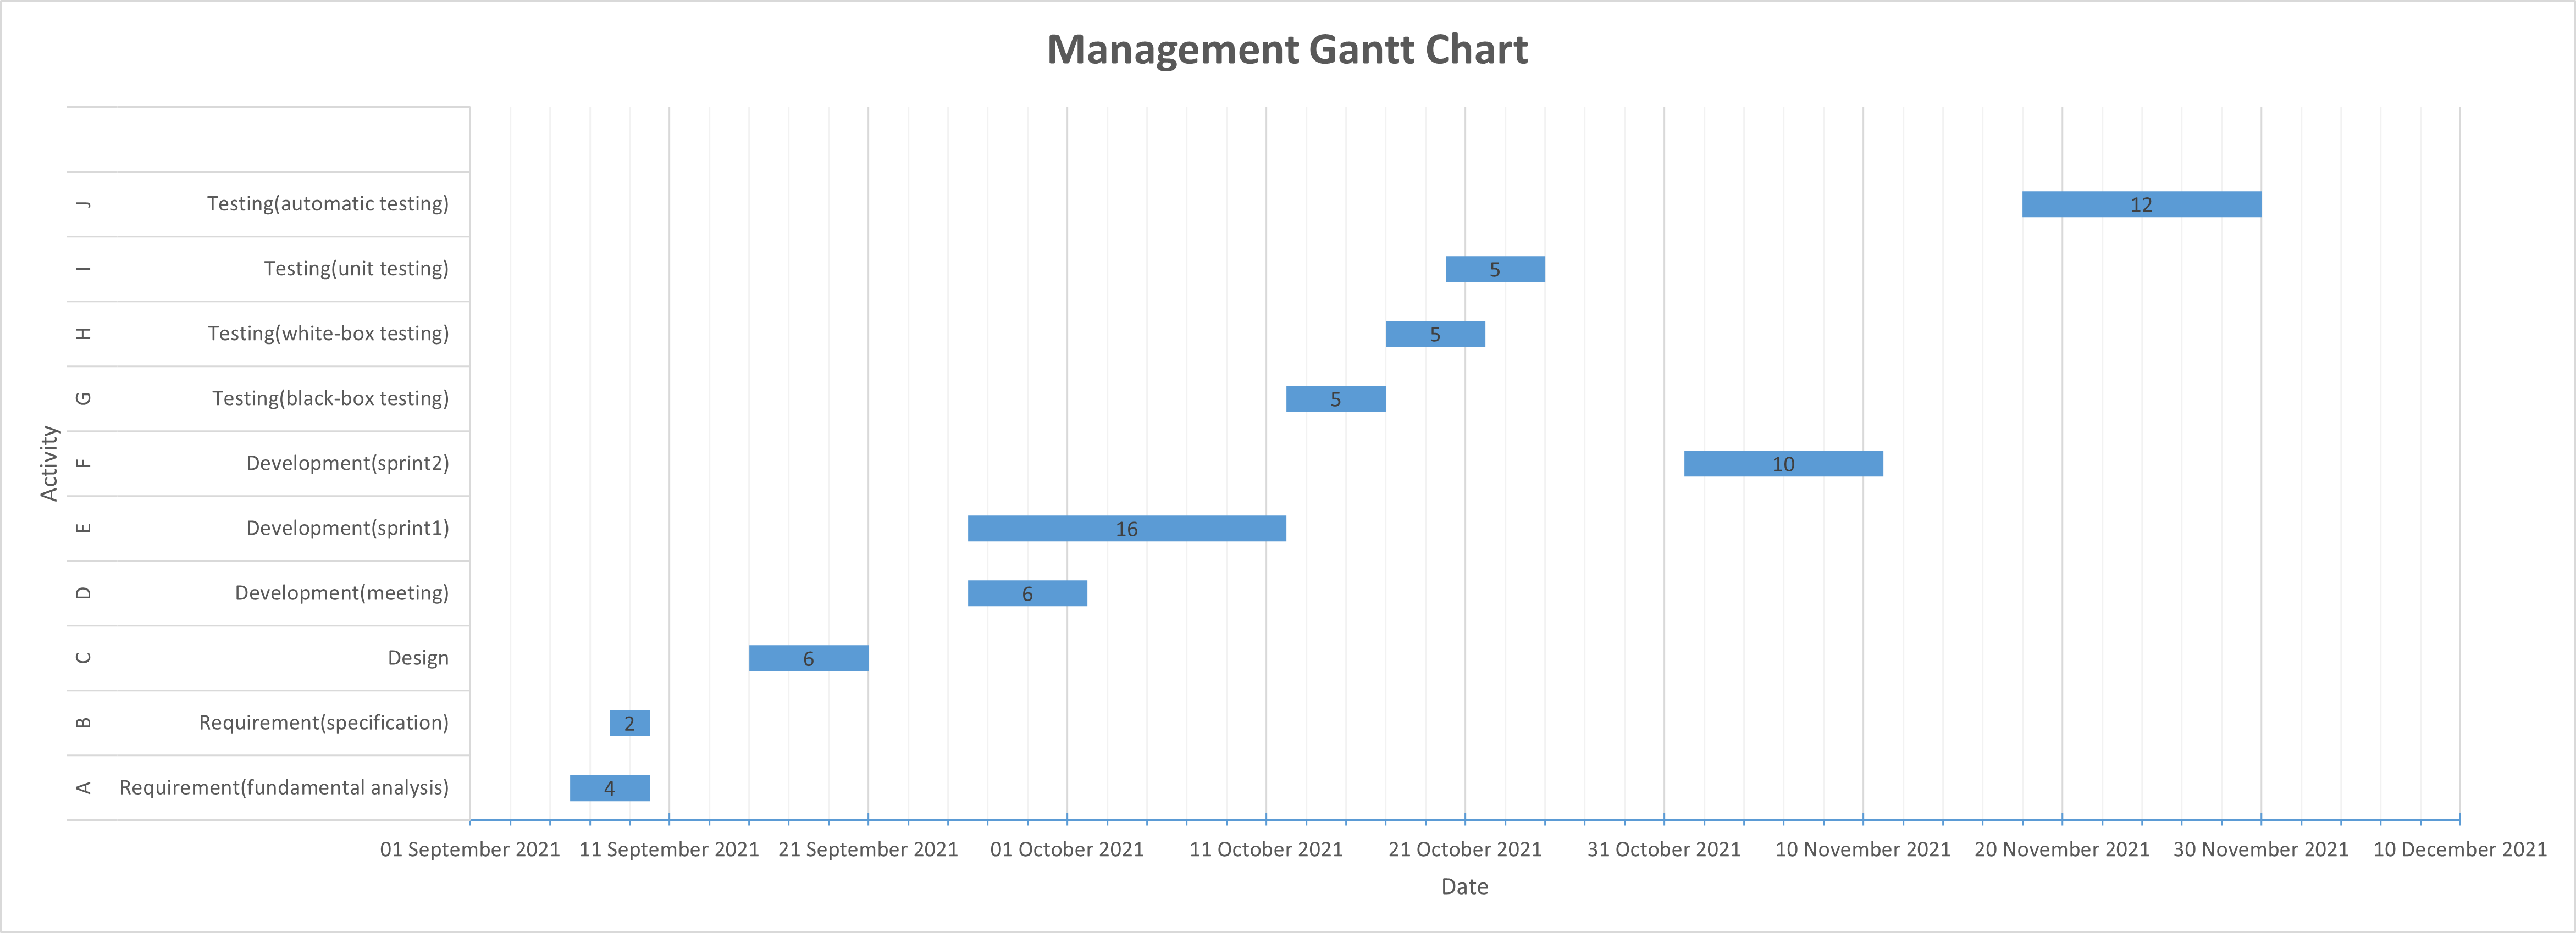 Management Gantt Chart
Activity
J Testing(automatic testing) 12
I Testing(unit testing) 5
H Testing(white-box testing) 5
G Testing(black-box testing) 5
F Development(sprint2) 10
E Development(sprint1) 16
D Development(meeting) 6
C Design 6
B Requirement(specification) 2
A Requirement(fundamental analysis) 4
01 September 2021 11 September 2021 21 September 2021 01 October 2021 11 October 2021 21 October 2021 31 October 2021 10 November 2021 20 November 2021 30 November 2021 10 December 2021
Date